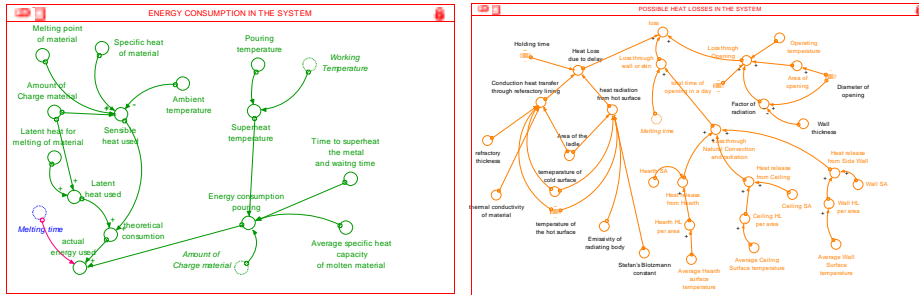 ENERGY CONSUMPTION IN THE SYSTEM
Melting point
of material
Specific heat
of material
Pouring
temperature
Working
Temperature
Amount of
Charge material
Ambient
temperature
Latent heat for
melting of material
Sensible
heat used
Superheat
temperature
Time to superheat
the metal
and waiting time
Latent
heat used
Energy consumption
pouring
Melting time
theoretical
consumtion
actual
energy used
Amount of
Charge material
Average specific heat
capacity
of molten material
POSSIBLE HEAT LOSSES IN THE SYSTEM
loss
Holding time
Heat Loss
due to delay
Loss through
wall or skin
Loss through
Opening
Operating
temperature
Conduction heat transfer
through refractory lining
heat radiation
from hot surface
total time of
opening in a day
Area of
opening
Diameter of
opening
Factor of
radiation
Wall
thickness
Melting time
Area of the
ladle
Loss through
Natural Convection
and radiation
refractory
thickness
temeparature of
cold surface
Hearth SA
Heat release
from Hearth
Heat release
from Ceiling
Heat release
from Side Wall
Wall SA
thermal conductivity
of material
temperature of
the hot surface
Ceiling SA
Hearth HL
per area
Ceiling HL
per area
Wall HL
per area
Emissivity of
radiating body
Stefan's Blotzmann
constant
Average Hearth
surface
temperature
Average Ceiling
Surface temperature
Average Wall
Surface
temperature